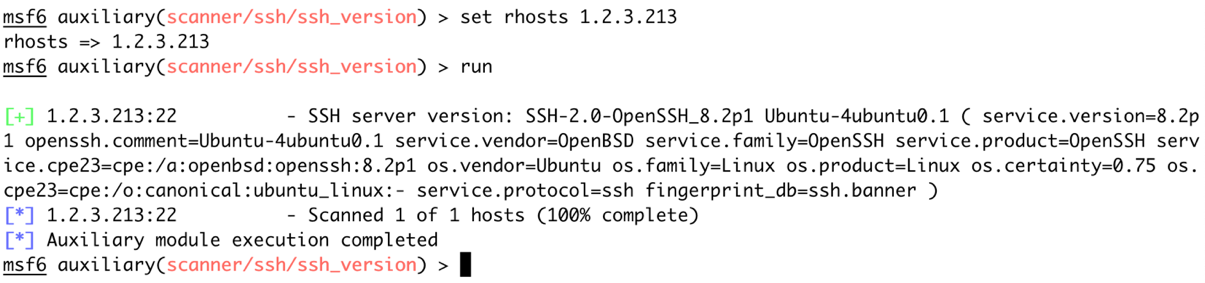 msf6 auxiliary(scanner/ssh/ssh_version) > set rhosts 1.2.3.213
rhosts => 1.2.3.213
msf6 auxiliary(scanner/ssh/ssh_version) > run
[+] 1.2.3.213:22          - SSH server version: SSH-2.0-OpenSSH_8.2p1 Ubuntu-4ubuntu0.1 ( service.version=8.2p
1 openssh.comment=Ubuntu-4ubuntu0.1 service.vendor=OpenBSD service.family=OpenSSH service.product=OpenSSH serv
ice.cpe23=cpe:/a:openbsd:openssh:8.2p1 os.vendor=Ubuntu os.family=Linux os.product=Linux os.certainty=0.75 os.
cpe23=cpe:/o:canonical:ubuntu_linux:- service.protocol=ssh fingerprint_db=ssh.banner )
[*] 1.2.3.213:22          - Scanned 1 of 1 hosts (100% complete)
[*] Auxiliary module execution completed
msf6 auxiliary(scanner/ssh/ssh_version) >